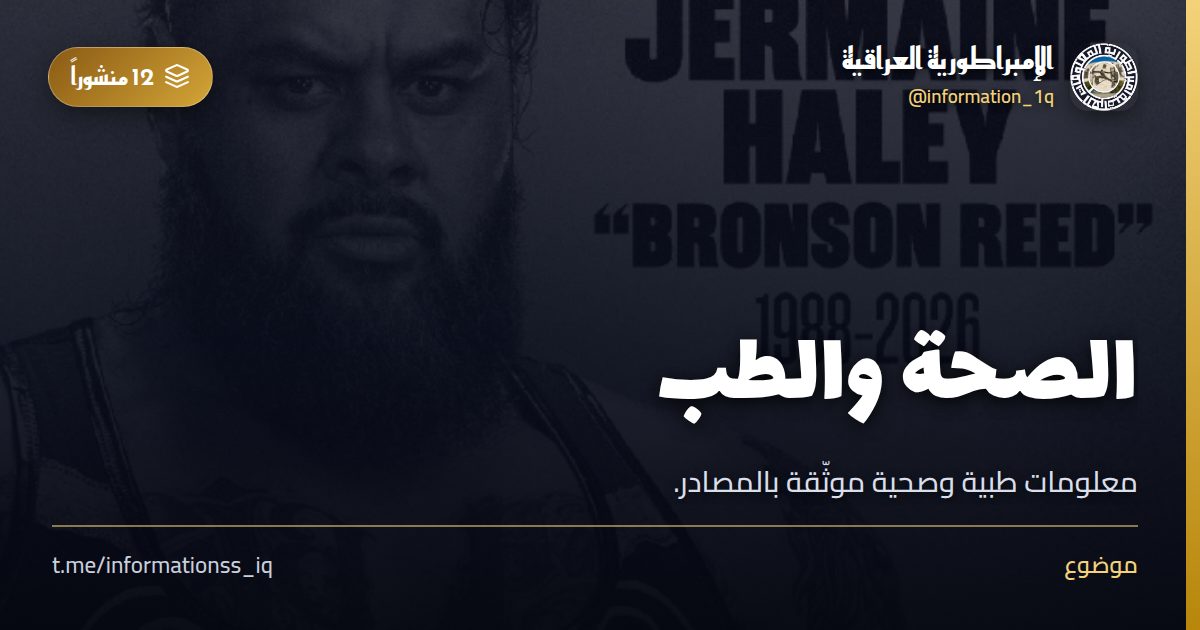 الإمبراطورية العراقية
@information_1q
12 منشوراً
JERMAINE
HALEY
“BRONSON REED”
1988-2026
الصحة والطب
معلومات طبية وصحية موثّقة بالمصادر.
موضوع
t.me/informationss_iq